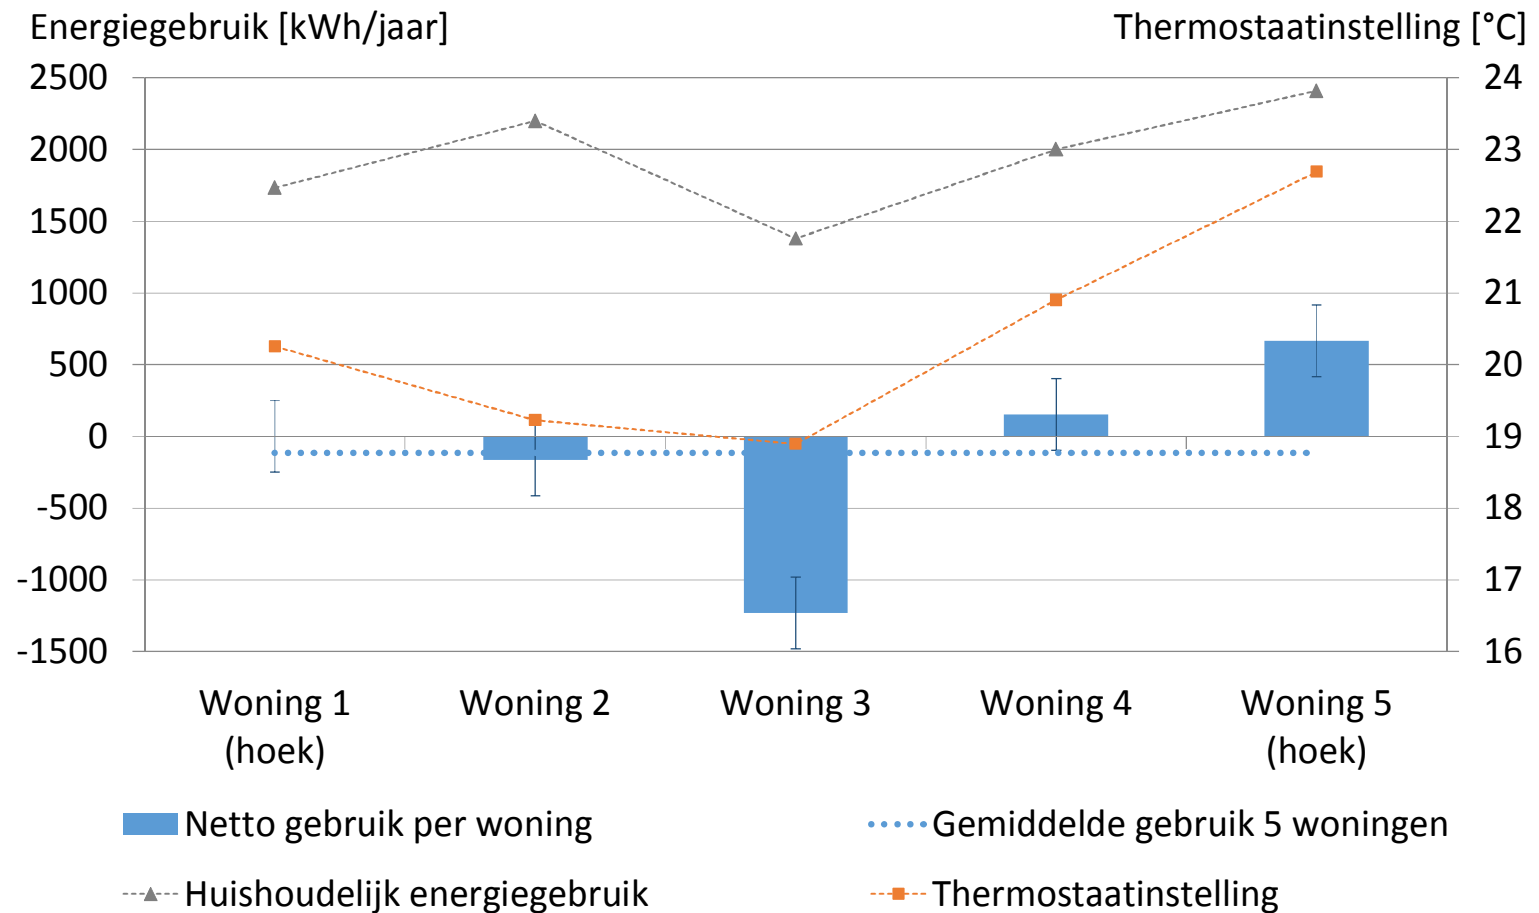 Energiegebruik [kWh/jaar] Thermostaatinstelling [°C]
2500 24
2000 23
1500 22
1000 21
500 20
0 19
-500 18
-1000 17
-1500 16
Woning 1 Woning 2 Woning 3 Woning 4 Woning 5
(hoek) (hoek)
Netto gebruik per woning Gemiddelde gebruik 5 woningen
Huishoudelijk energiegebruik Thermostaatinstelling